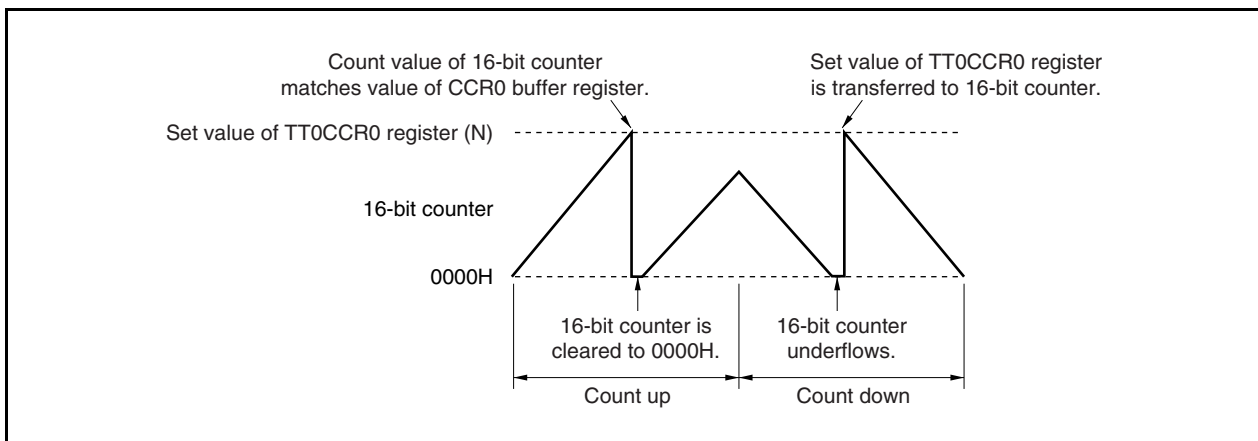 Count value of 16-bit counter
matches value of CCR0 buffer register.
Set value of TT0CCR0 register
is transferred to 16-bit counter.
Set value of TT0CCR0 register (N)
16-bit counter
0000H
16-bit counter is
cleared to 0000H.
16-bit counter
underflows.
Count up
Count down